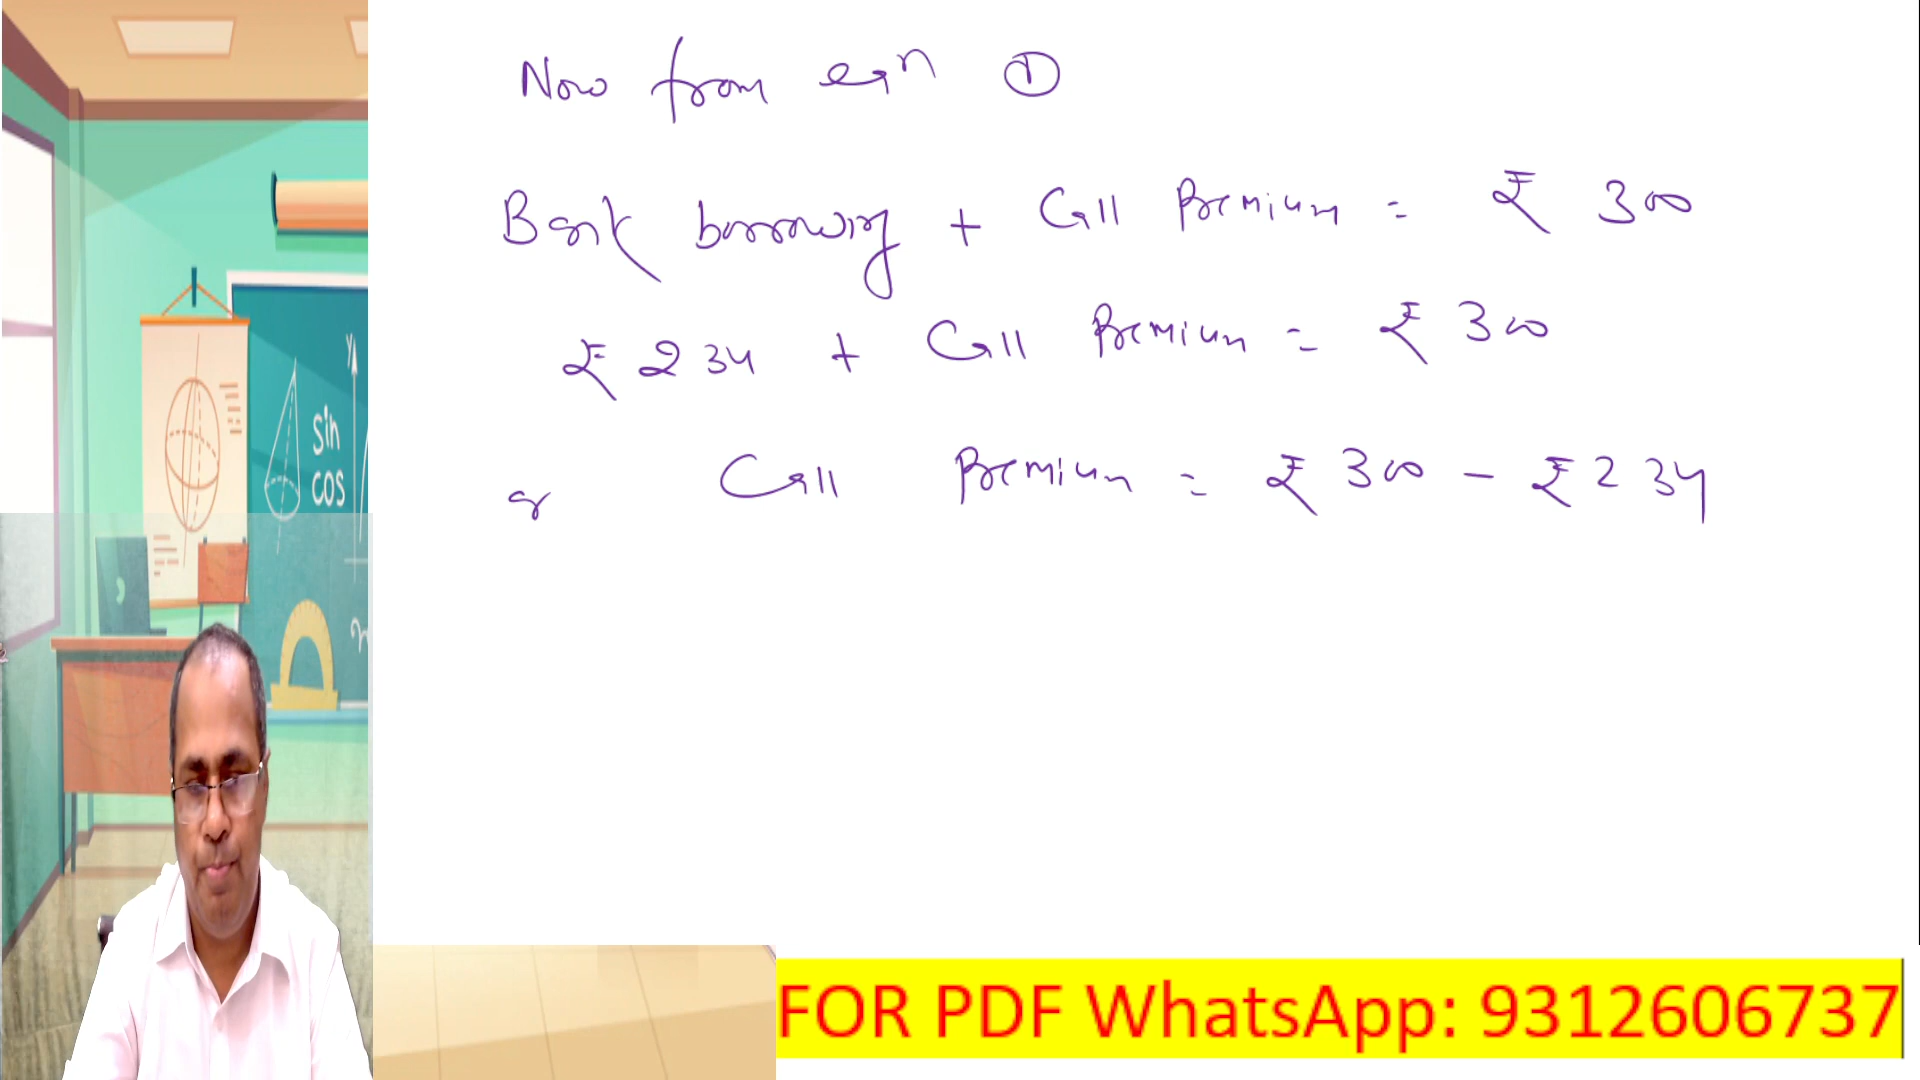 Now from eqn ①
Bank borrowing + Call Premium = ₹ 300
₹ 234 + Call Premium = ₹ 300
or Call Premium = ₹ 300 - ₹ 234
sin
cos
y
FOR PDF WhatsApp: 9312606737